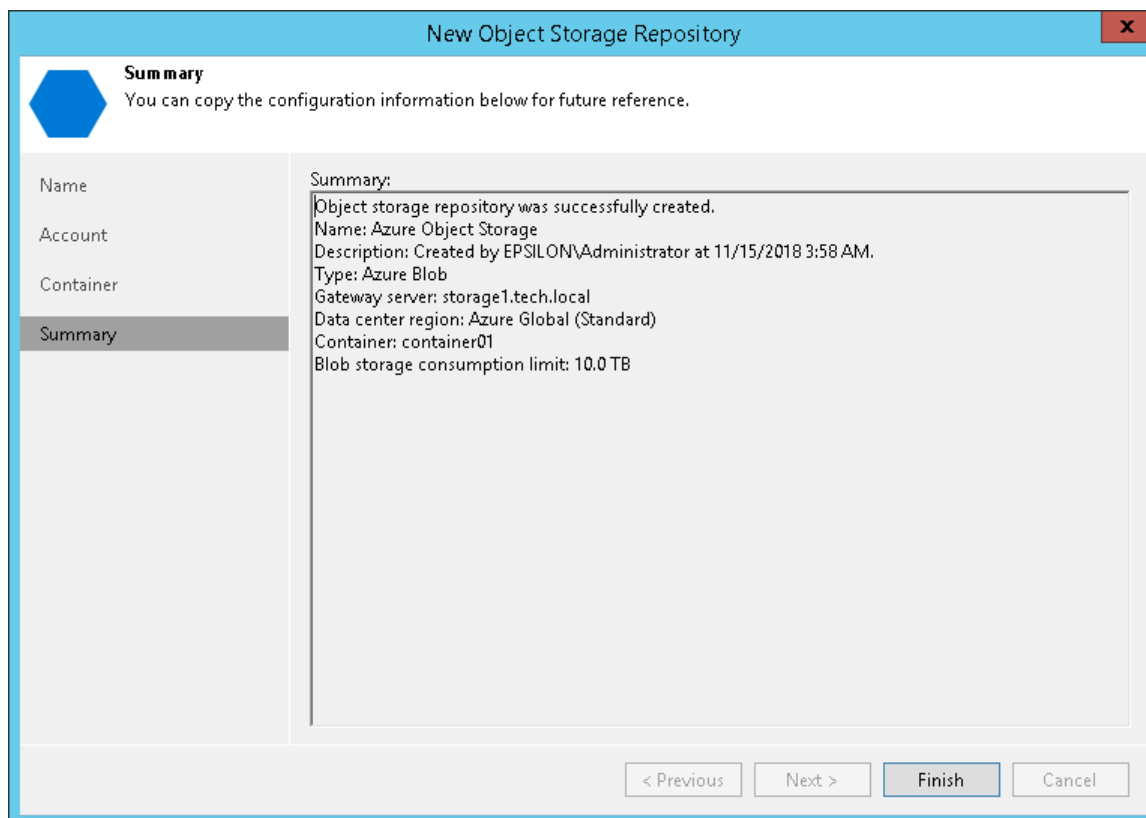 New Object Storage Repository
x
Summary
You can copy the configuration information below for future reference.
Name
Account
Container
Summary
Summary:
Object storage repository was successfully created.
Name: Azure Object Storage
Description: Created by EPSILON\Administrator at 11/15/2018 3:58 AM.
Type: Azure Blob
Gateway server: storage1.tech.local
Data center region: Azure Global (Standard)
Container: container01
Blob storage consumption limit: 10.0 TB
< Previous
Next >
Finish
Cancel